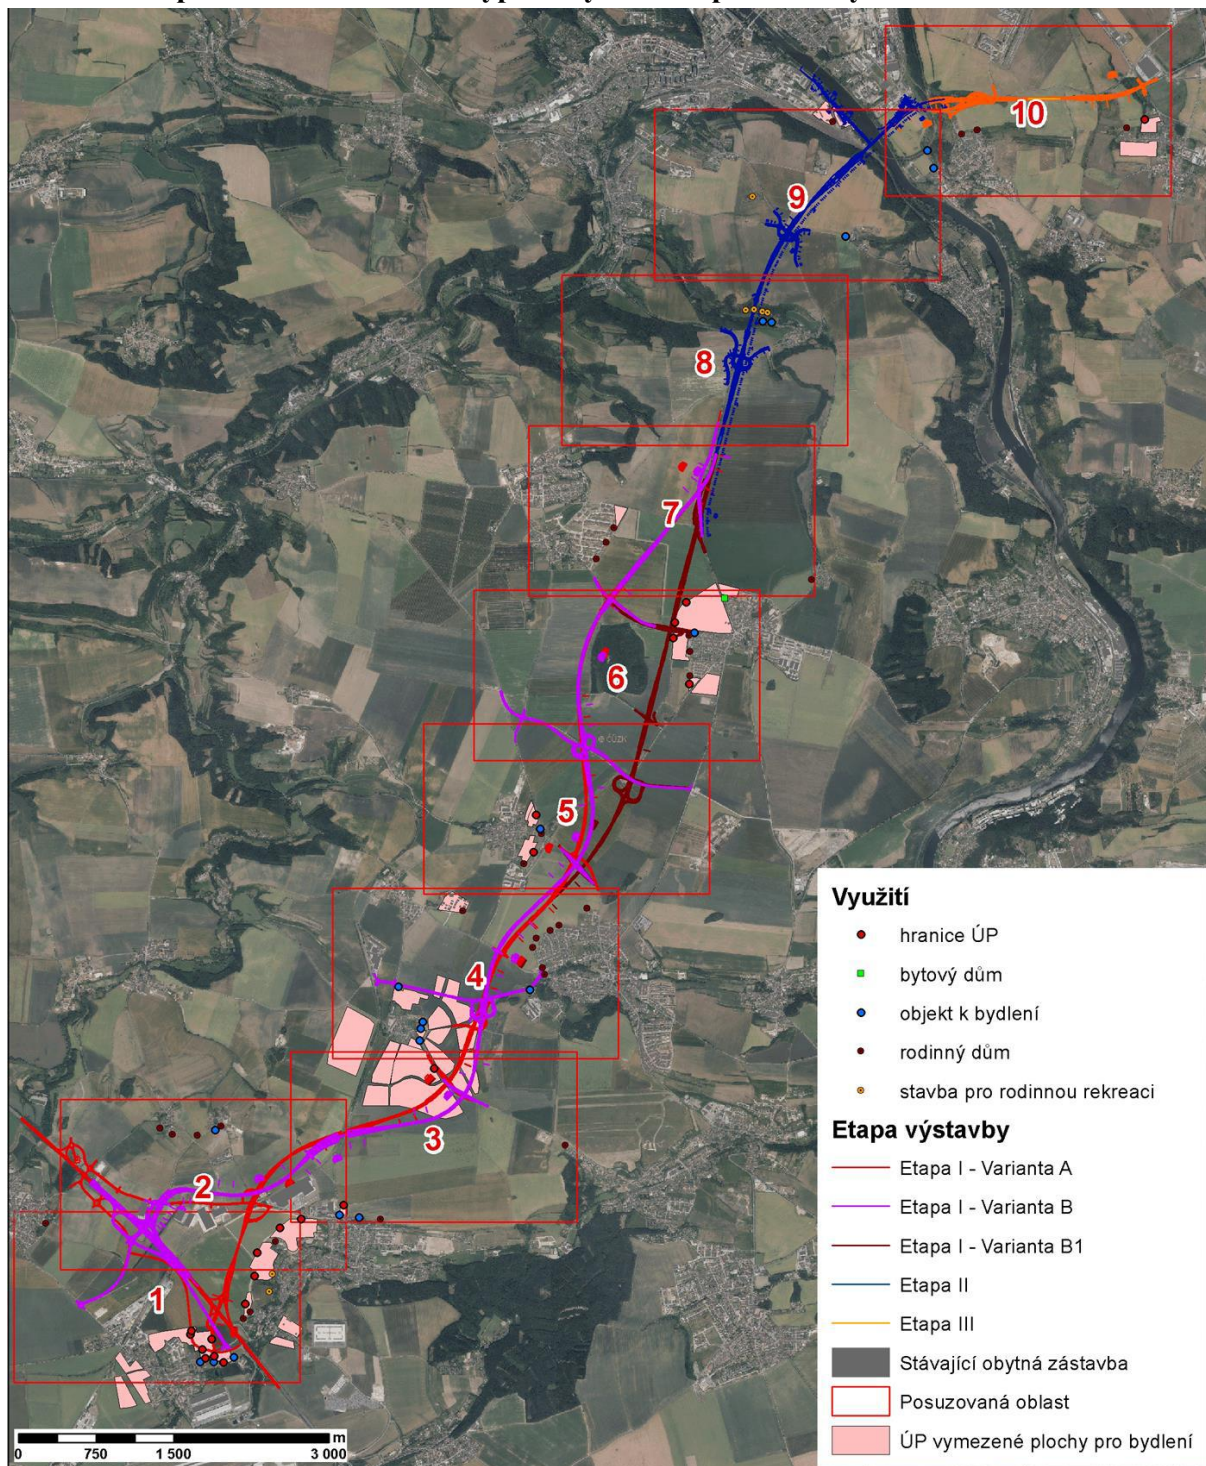 10
9
8
7
6
© ČÚZK
5
4
3
2
1
Využití
hranice ÚP
bytový dům
objekt k bydlení
rodinný dům
stavba pro rodinnou rekreaci
Etapa výstavby
Etapa I - Varianta A
Etapa I - Varianta B
Etapa I - Varianta B1
Etapa II
Etapa III
Stávající obytná zástavba
Posuzovaná oblast
ÚP vymezené plochy pro bydlení
m
0 750 1 500 3 000